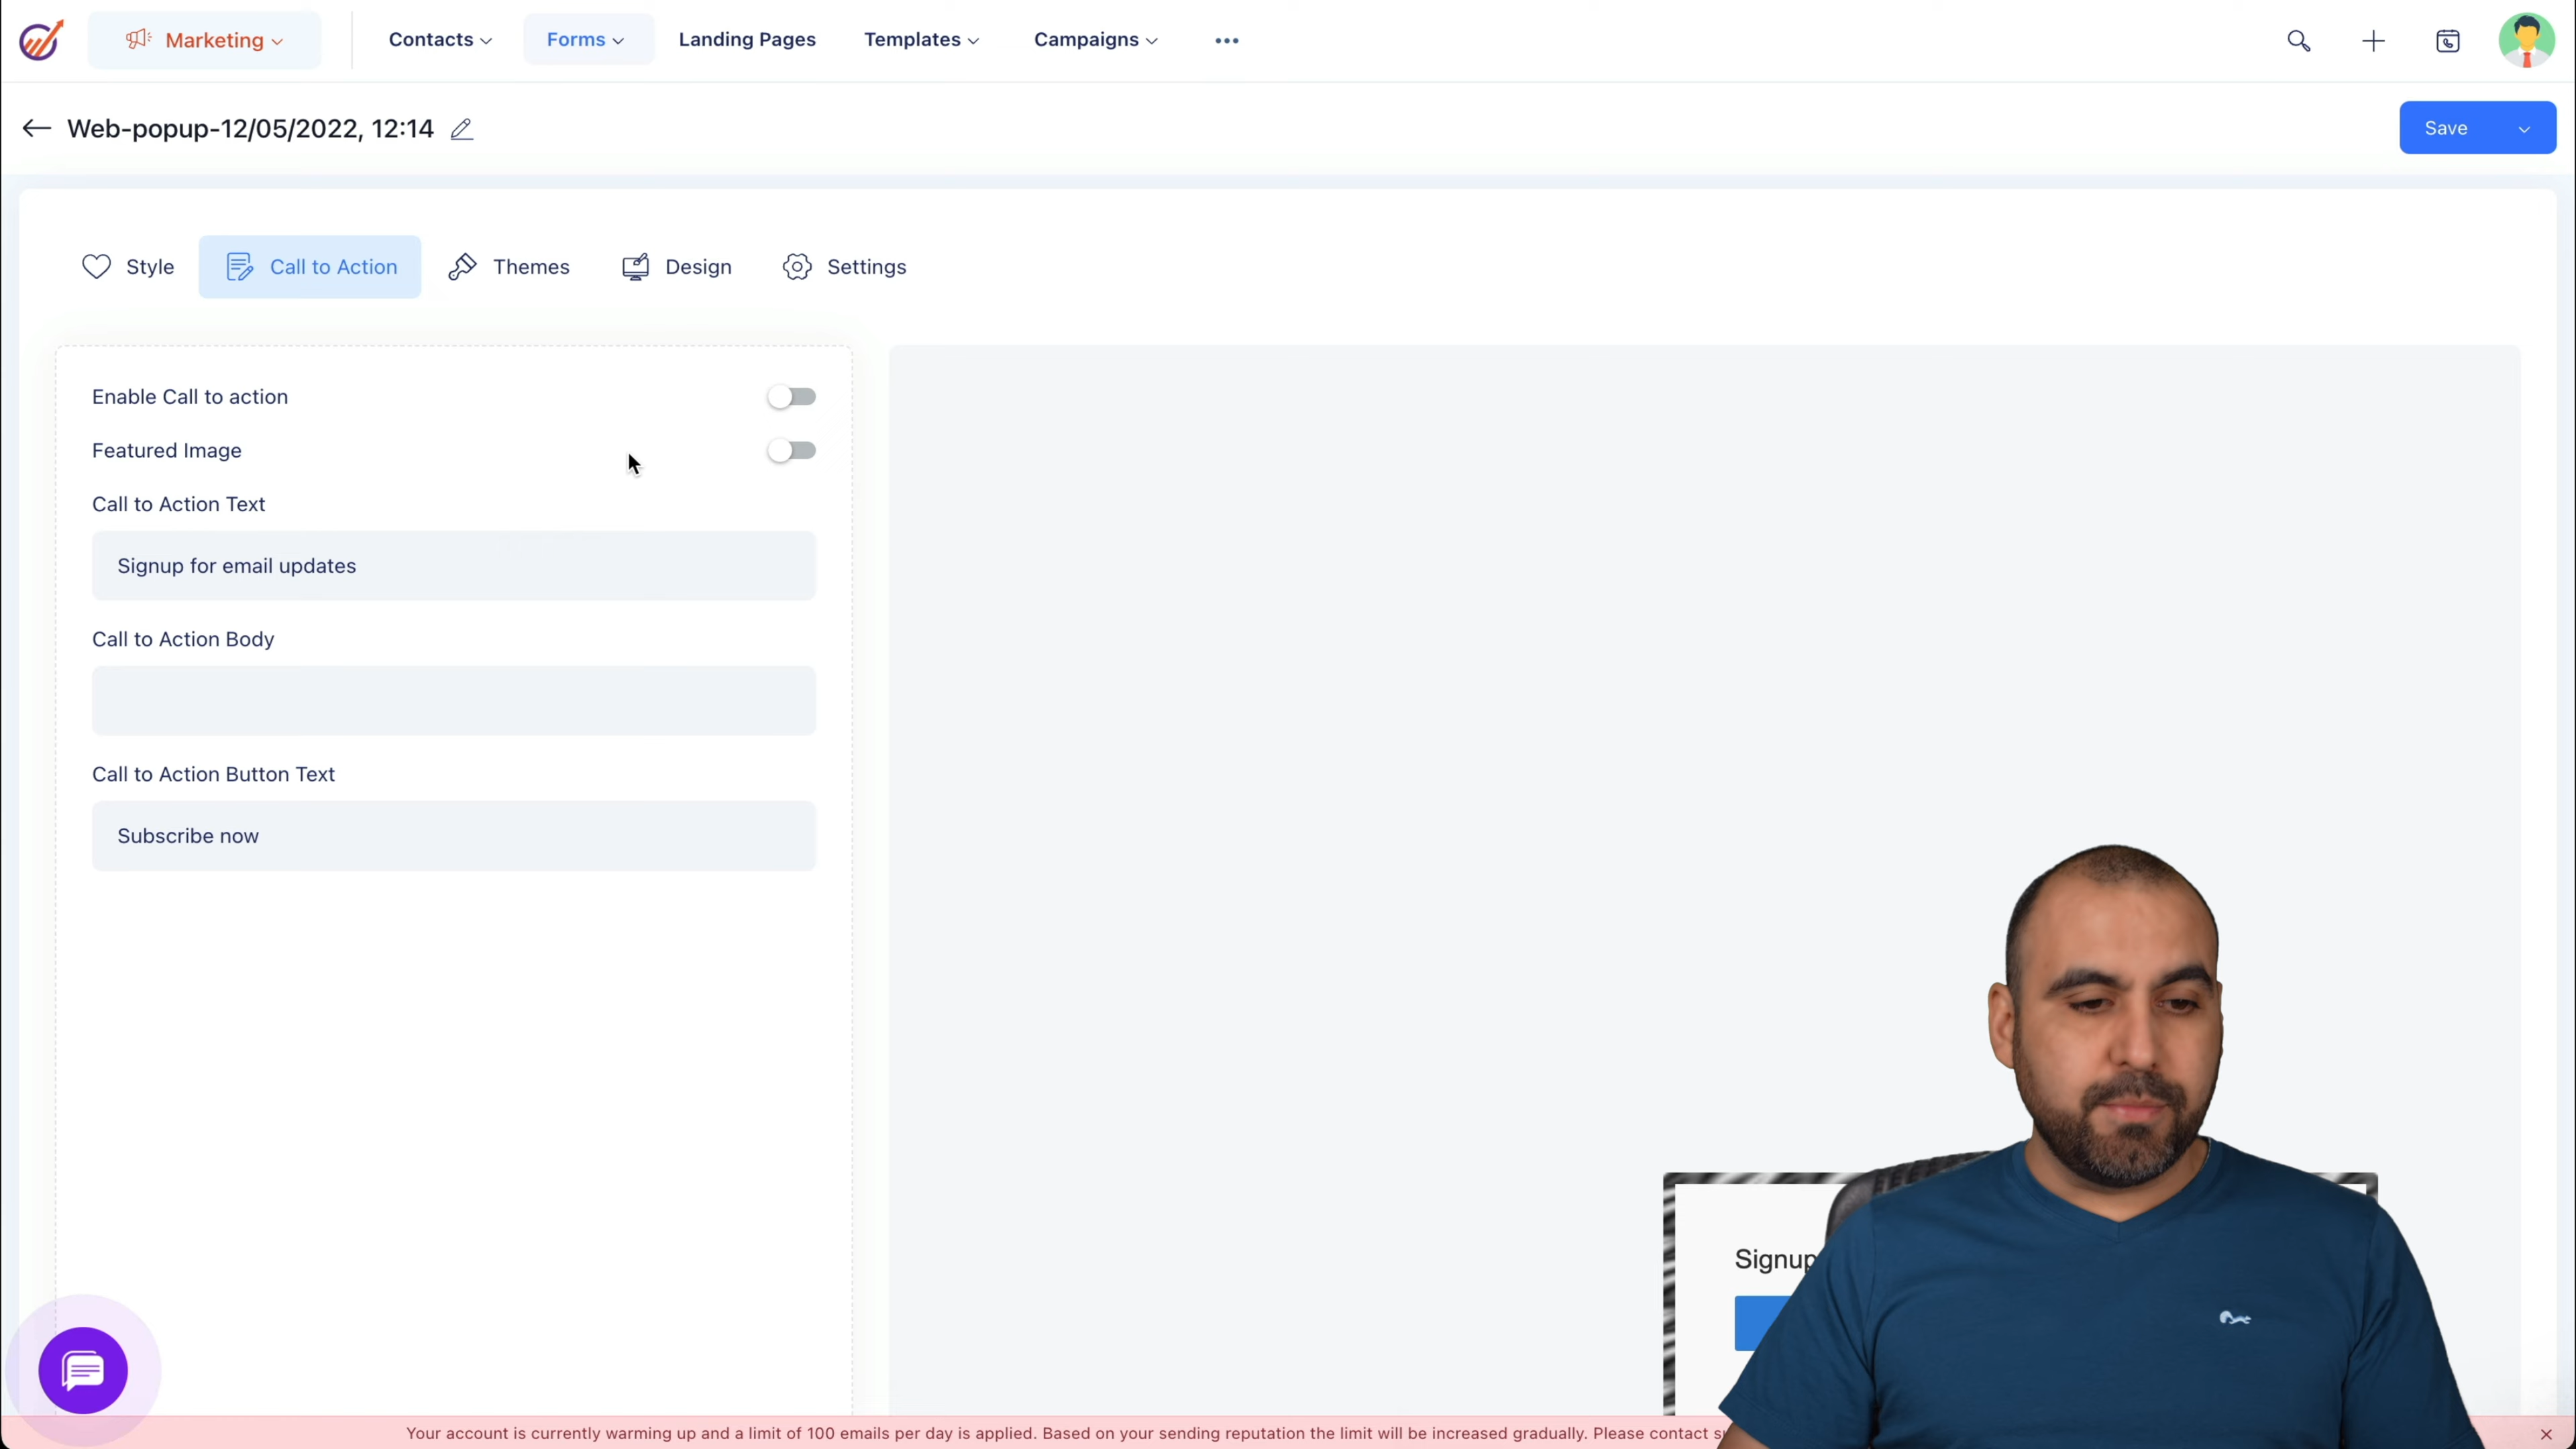 Marketing Contacts Forms Landing Pages Templates Campaigns
Web-popup-12/05/2022, 12:14
Save
Style Call to Action Themes Design Settings
Enable Call to action
Featured Image
Call to Action Text
Signup for email updates
Call to Action Body
Call to Action Button Text
Subscribe now
Signup
Your account is currently warming up and a limit of 100 emails per day is applied. Based on your sending reputation the limit will be increased gradually. Please contact